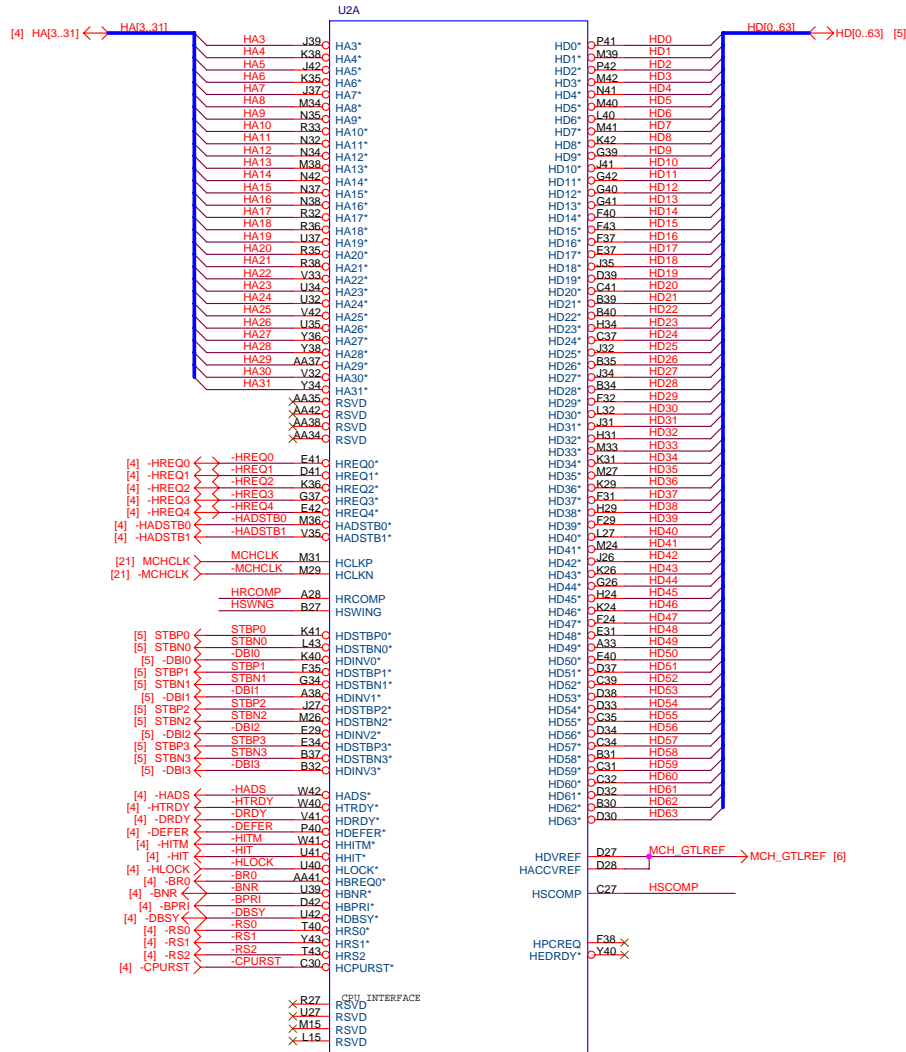 U2A
[4] HA[3..31] HA[3..31]
HA3 J39 HA3*
HA4 K38 HA4*
HA5 J42 HA5*
HA6 K35 HA6*
HA7 J37 HA7*
HA8 M34 HA8*
HA9 N35 HA9*
HA10 R33 HA10*
HA11 N32 HA11*
HA12 N34 HA12*
HA13 M38 HA13*
HA14 N42 HA14*
HA15 N37 HA15*
HA16 N38 HA16*
HA17 R32 HA17*
HA18 R36 HA18*
HA19 U37 HA19*
HA20 R35 HA20*
HA21 R38 HA21*
HA22 V33 HA22*
HA23 U34 HA23*
HA24 U32 HA24*
HA25 V42 HA25*
HA26 U35 HA26*
HA27 Y36 HA27*
HA28 Y38 HA28*
HA29 AA37 HA29*
HA30 V32 HA30*
HA31 Y34 HA31*
AA35 RSVD
AA42 RSVD
AA38 RSVD
AA34 RSVD
[4] -HREQ0 -HREQ0 E41 HREQ0*
[4] -HREQ1 -HREQ1 D41 HREQ1*
[4] -HREQ2 -HREQ2 K36 HREQ2*
[4] -HREQ3 -HREQ3 G37 HREQ3*
[4] -HREQ4 -HREQ4 E42 HREQ4*
[4] -HADSTB0 -HADSTB0 M36 HADSTB0*
[4] -HADSTB1 -HADSTB1 V35 HADSTB1*
[21] MCHCLK MCHCLK M31 HCLKP
[21] -MCHCLK -MCHCLK M29 HCLKN
HRCOMP A28 HRCOMP
HSWNG B27 HSWING
[5] STBP0 STBP0 K41 HDSTBP0*
[5] STBN0 STBN0 L43 HDSTBN0*
[5] -DBI0 -DBI0 K40 HDINV0*
[5] STBP1 STBP1 F35 HDSTBP1*
[5] STBN1 STBN1 G34 HDSTBN1*
[5] -DBI1 -DBI1 A38 HDINV1*
[5] STBP2 STBP2 J27 HDSTBP2*
[5] STBN2 STBN2 M26 HDSTBN2*
[5] -DBI2 -DBI2 E29 HDINV2*
[5] STBP3 STBP3 E34 HDSTBP3*
[5] STBN3 STBN3 B37 HDSTBN3*
[5] -DBI3 -DBI3 B32 HDINV3*
[4] -HADS -HADS W42 HADS*
[4] -HTRDY -HTRDY W40 HTRDY*
[4] -DRDY -DRDY V41 HDRDY*
[4] -DEFER -DEFER P40 HDEFER*
[4] -HITM -HITM W41 HHITM*
[4] -HIT -HIT U41 HHIT*
[4] -HLOCK -HLOCK U40 HLOCK*
[4] -BR0 -BR0 AA41 HBREQ0*
[4] -BNR -BNR U39 HBNR*
[4] -BPRI -BPRI D42 HBPRI*
[4] -DBSY -DBSY U42 HDBSY*
[4] -RS0 -RS0 T40 HRS0*
[4] -RS1 -RS1 Y43 HRS1*
[4] -RS2 -RS2 T43 HRS2
[4] -CPURST -CPURST C30 HCPURST*
CPU_INTERFACE
R27 RSVD
U27 RSVD
M15 RSVD
L15 RSVD
HD[0..63] HD[0..63] [5]
HD0* P41 HD0
HD1* M39 HD1
HD2* P42 HD2
HD3* M42 HD3
HD4* N41 HD4
HD5* M40 HD5
HD6* L40 HD6
HD7* M41 HD7
HD8* K42 HD8
HD9* G39 HD9
HD10* J41 HD10
HD11* G42 HD11
HD12* G40 HD12
HD13* G41 HD13
HD14* F40 HD14
HD15* F43 HD15
HD16* F37 HD16
HD17* E37 HD17
HD18* J35 HD18
HD19* D39 HD19
HD20* C41 HD20
HD21* B39 HD21
HD22* B40 HD22
HD23* H34 HD23
HD24* C37 HD24
HD25* J32 HD25
HD26* B35 HD26
HD27* J34 HD27
HD28* B34 HD28
HD29* F32 HD29
HD30* L32 HD30
HD31* J31 HD31
HD32* H31 HD32
HD33* M33 HD33
HD34* K31 HD34
HD35* M27 HD35
HD36* K29 HD36
HD37* F31 HD37
HD38* H29 HD38
HD39* F29 HD39
HD40* L27 HD40
HD41* M24 HD41
HD42* J26 HD42
HD43* K26 HD43
HD44* G26 HD44
HD45* H24 HD45
HD46* K24 HD46
HD47* F24 HD47
HD48* E31 HD48
HD49* A33 HD49
HD50* E40 HD50
HD51* D37 HD51
HD52* C39 HD52
HD53* D38 HD53
HD54* D33 HD54
HD55* C35 HD55
HD56* D34 HD56
HD57* C34 HD57
HD58* B31 HD58
HD59* C31 HD59
HD60* C32 HD60
HD61* D32 HD61
HD62* B30 HD62
HD63* D30 HD63
HDVREF D27 MCH_GTLREF MCH_GTLREF [6]
HACCVREF D28
HSCOMP C27 HSCOMP
HPCREQ F38
HEDRDY* Y40